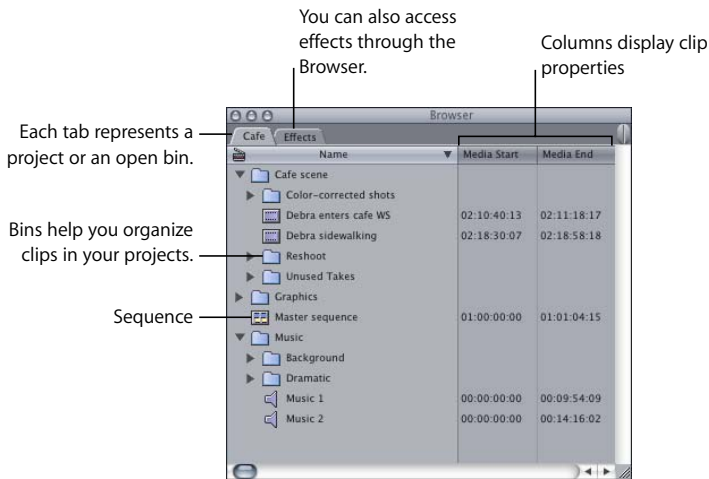 You can also access
effects through the
Browser.
Columns display clip
properties
Each tab represents a
project or an open bin.
Bins help you organize
clips in your projects.
Sequence
Browser
Cafe Effects
Name Media Start Media End
Cafe scene
Color-corrected shots
Debra enters cafe WS 02:10:40:13 02:11:18:17
Debra sidewalking 02:18:30:07 02:18:58:18
Reshoot
Unused Takes
Graphics
Master sequence 01:00:00:00 01:01:04:15
Music
Background
Dramatic
Music 1 00:00:00:00 00:09:54:09
Music 2 00:00:00:00 00:14:16:02